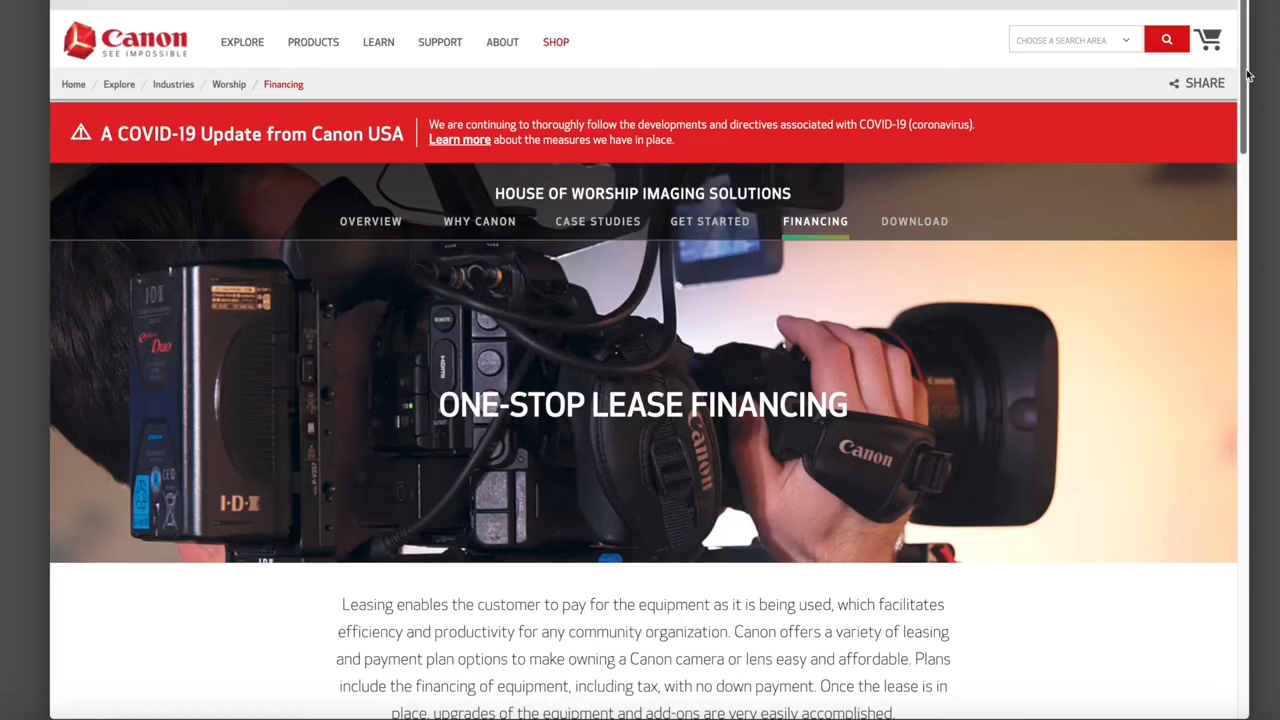 Canon
SEE IMPOSSIBLE
EXPLORE PRODUCTS LEARN SUPPORT ABOUT SHOP
CHOOSE A SEARCH AREA
Home / Explore / Industries / Worship / Financing
SHARE
A COVID-19 Update from Canon USA
We are continuing to thoroughly follow the developments and directives associated with COVID-19 (coronavirus).
Learn more about the measures we have in place.
HOUSE OF WORSHIP IMAGING SOLUTIONS
OVERVIEW WHY CANON CASE STUDIES GET STARTED FINANCING DOWNLOAD
I·D·X
Duo
REMOTE
HDMI
ONE-STOP LEASE FINANCING
Canon
Canon
I·D·X
Leasing enables the customer to pay for the equipment as it is being used, which facilitates
efficiency and productivity for any community organization. Canon offers a variety of leasing
and payment plan options to make owning a Canon camera or lens easy and affordable. Plans
include the financing of equipment, including tax, with no down payment. Once the lease is in
place, upgrades of the equipment and add-ons are very easily accomplished.